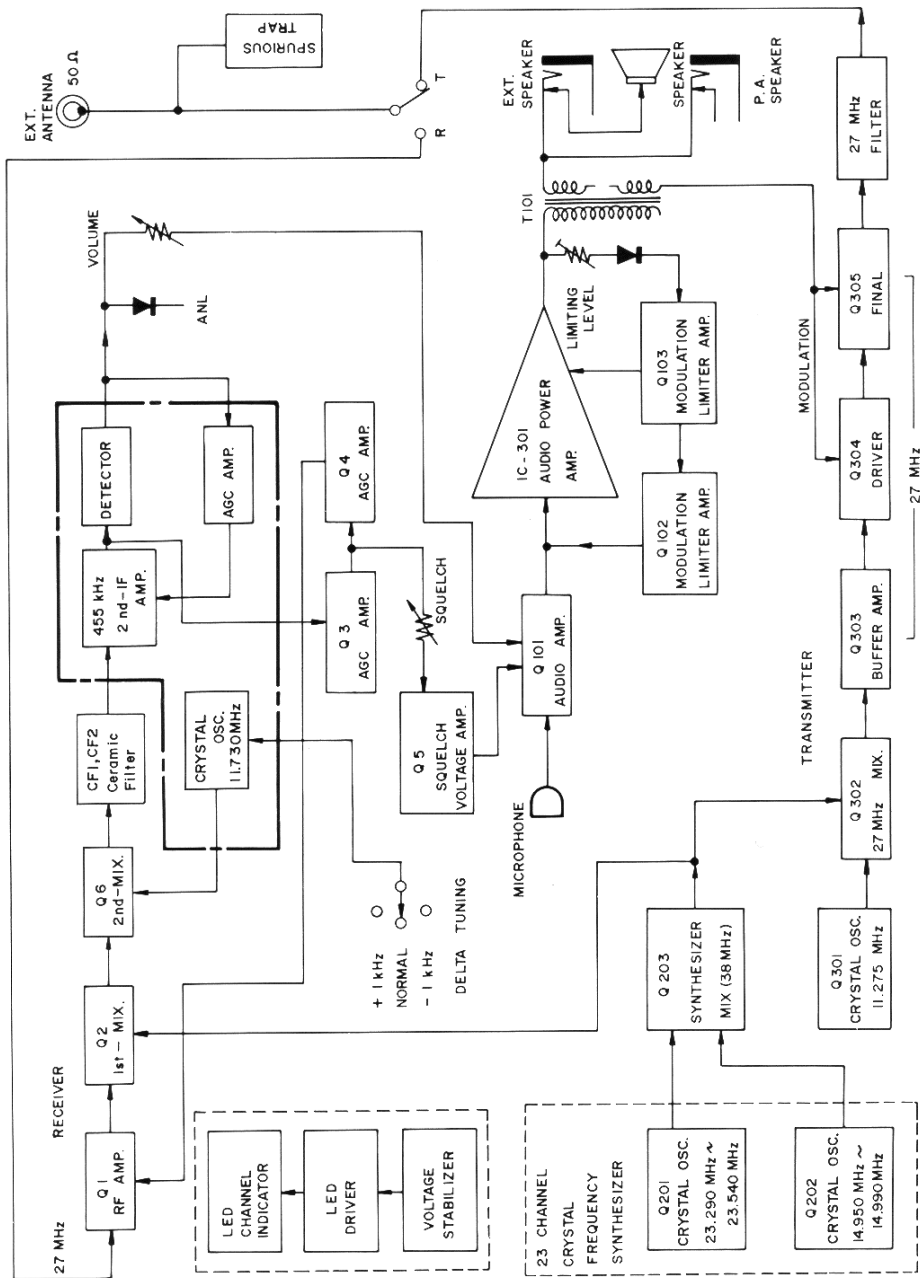 EXT.
ANTENNA
50 Ω
SPURIOUS
TRAP
T
R
27 MHz
RECEIVER
Q1
RF AMP.
Q2
1st-MIX.
Q6
2nd-MIX.
CF1, CF2
Ceramic
Filter
455 kHz
2nd-IF
AMP.
DETECTOR
AGC AMP.
CRYSTAL
OSC.
11.730MHz
ANL
VOLUME
Q3
AGC AMP.
Q4
AGC AMP.
SQUELCH
Q5
SQUELCH
VOLTAGE AMP.
+1 kHz
NORMAL
-1 kHz
DELTA TUNING
LED
CHANNEL
INDICATOR
LED
DRIVER
VOLTAGE
STABILIZER
MICROPHONE
Q101
AUDIO AMP.
IC-301
AUDIO POWER
AMP.
LIMITING
LEVEL
Q102
MODULATION
LIMITER AMP.
Q103
MODULATION
LIMITER AMP.
T101
EXT.
SPEAKER
SPEAKER
P.A.
SPEAKER
MODULATION
23 CHANNEL
CRYSTAL
FREQUENCY
SYNTHESIZER
Q201
CRYSTAL OSC.
23.290 MHz ~
23.540 MHz
Q202
CRYSTAL OSC.
14.950 MHz ~
14.990MHz
Q203
SYNTHESIZER
MIX (38 MHz)
Q301
CRYSTAL OSC.
11.275 MHz
TRANSMITTER
Q302
27 MHz MIX.
Q303
BUFFER AMP.
Q304
DRIVER
Q305
FINAL
27 MHz
FILTER
27 MHz